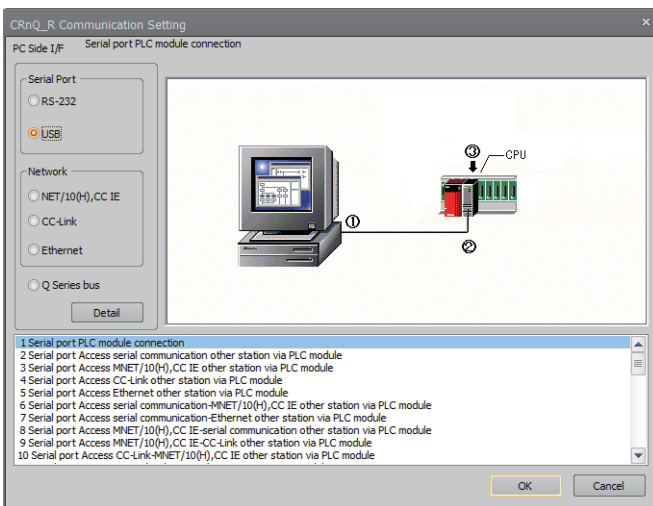 CRnQ_R Communication Setting
PC Side I/F Serial port PLC module connection
Serial Port
RS-232
USB
Network
NET/10(H),CC IE
CC-Link
Ethernet
Q Series bus
Detail
③
CPU
①
②
1 Serial port PLC module connection
2 Serial port Access serial communication other station via PLC module
3 Serial port Access MNET/10(H),CC IE other station via PLC module
4 Serial port Access CC-Link other station via PLC module
5 Serial port Access Ethernet other station via PLC module
6 Serial port Access serial communication-MNET/10(H),CC IE other station via PLC module
7 Serial port Access serial communication-Ethernet other station via PLC module
8 Serial port Access MNET/10(H),CC IE-serial communication other station via PLC module
9 Serial port Access MNET/10(H),CC IE-CC-Link other station via PLC module
10 Serial port Access CC-Link-MNET/10(H),CC IE other station via PLC module
OK
Cancel